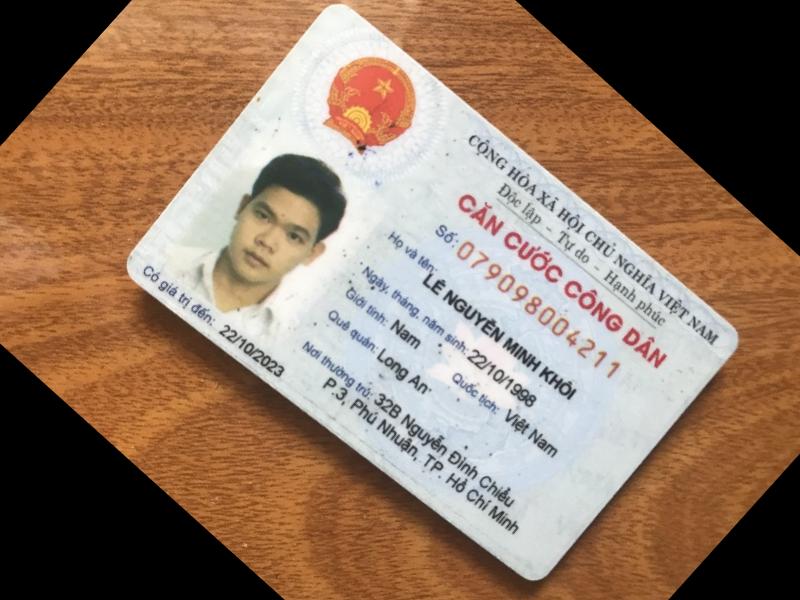 CỘNG HÒA XÃ HỘI CHỦ NGHĨA VIỆT NAM
Độc lập - Tự do - Hạnh phúc
CĂN CƯỚC CÔNG DÂN
Số: 079098004211
Họ và tên:
LÊ NGUYỄN MINH KHÔI
Ngày, tháng, năm sinh: 22/10/1998
Giới tính: Nam Quốc tịch: Việt Nam
Quê quán: Long An
Nơi thường trú: 32B Nguyễn Đình Chiểu
P.3, Phú Nhuận, TP. Hồ Chí Minh
Có giá trị đến: 22/10/2023